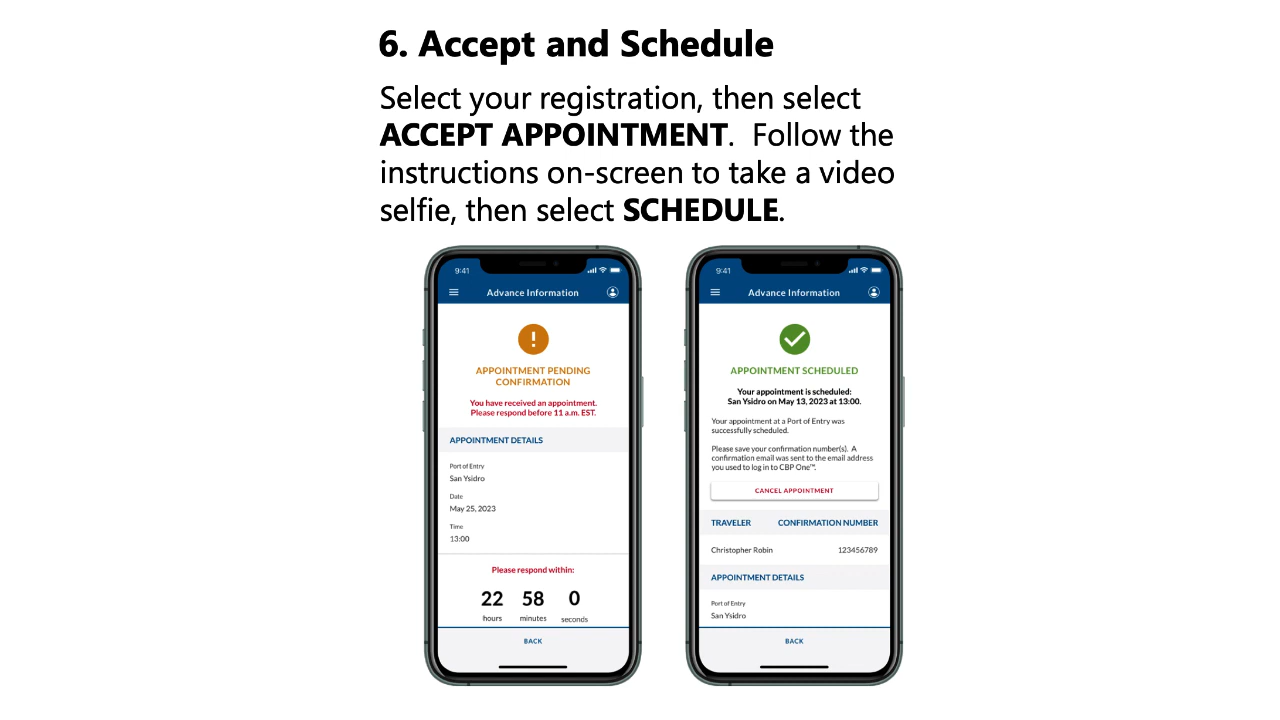 6. Accept and Schedule
Select your registration, then select
ACCEPT APPOINTMENT.  Follow the
instructions on-screen to take a video
selfie, then select SCHEDULE.
9:41
Advance Information
APPOINTMENT PENDING
CONFIRMATION
You have received an appointment.
Please respond before 11 a.m. EST.
APPOINTMENT DETAILS
Port of Entry
San Ysidro
Date
May 25, 2023
Time
13:00
Please respond within:
22 58 0
hours minutes seconds
BACK
9:41
Advance Information
APPOINTMENT SCHEDULED
Your appointment is scheduled:
San Ysidro on May 13, 2023 at 13:00.
Your appointment at a Port of Entry was
successfully scheduled.
Please save your confirmation number(s). A
confirmation email was sent to the email address
you used to log in to CBP One™.
CANCEL APPOINTMENT
TRAVELER CONFIRMATION NUMBER
Christopher Robin 123456789
APPOINTMENT DETAILS
Port of Entry
San Ysidro
BACK